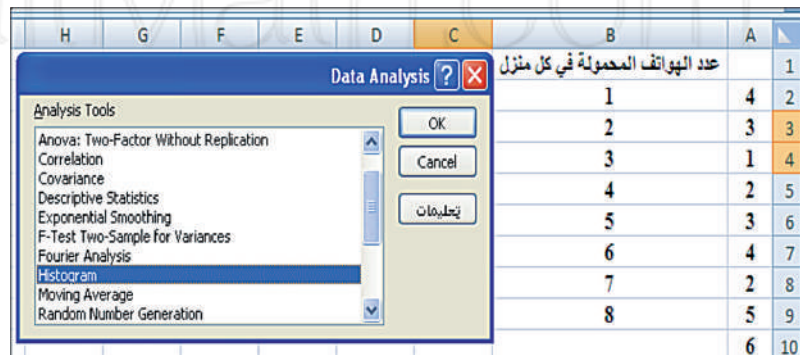 H G F E D C B A
عدد الهواتف المحمولة في كل منزل 1
1 4 2
2 3 3
3 1 4
4 2 5
5 3 6
6 4 7
7 2 8
8 5 9
6 10
Data Analysis
Analysis Tools
Anova: Two-Factor Without Replication
Correlation
Covariance
Descriptive Statistics
Exponential Smoothing
F-Test Two-Sample for Variances
Fourier Analysis
Histogram
Moving Average
Random Number Generation
OK
Cancel
تعليمات